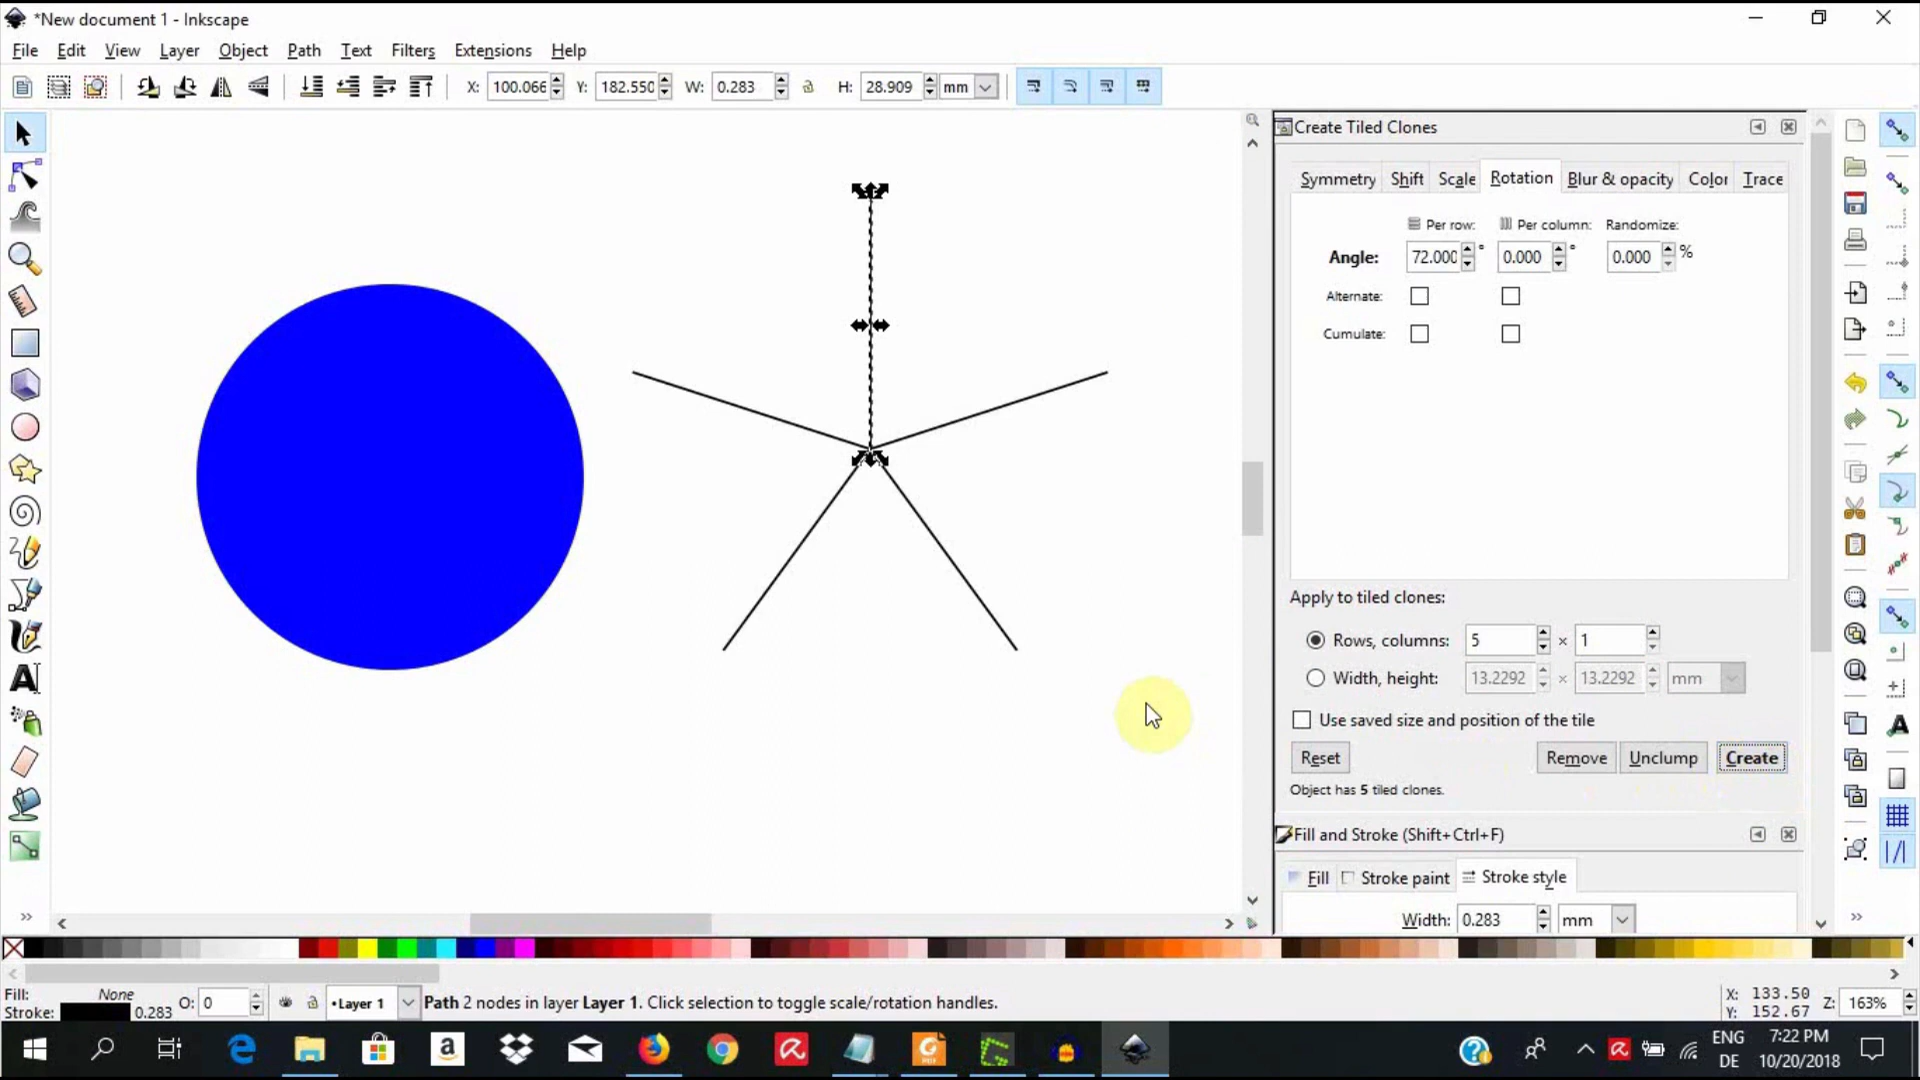 *New document 1 - Inkscape
File Edit View Layer Object Path Text Filters Extensions Help
X: 100.066 Y: 182.550 W: 0.283 H: 28.909 mm
Create Tiled Clones
Symmetry Shift Scale Rotation Blur & opacity Color Trace
Per row: Per column: Randomize:
Angle: 72.000 ° 0.000 ° 0.000 %
Alternate:
Cumulate:
Apply to tiled clones:
Rows, columns: 5 × 1
Width, height: 13.2292 × 13.2292 mm
Use saved size and position of the tile
Reset Remove Unclump Create
Object has 5 tiled clones.
Fill and Stroke (Shift+Ctrl+F)
Fill Stroke paint Stroke style
Width: 0.283 mm
Fill: None
Stroke: 0.283
O: 0
•Layer 1
Path 2 nodes in layer Layer 1. Click selection to toggle scale/rotation handles.
X: 133.50
Y: 152.67
Z: 163%
ENG
DE
7:22 PM
10/20/2018